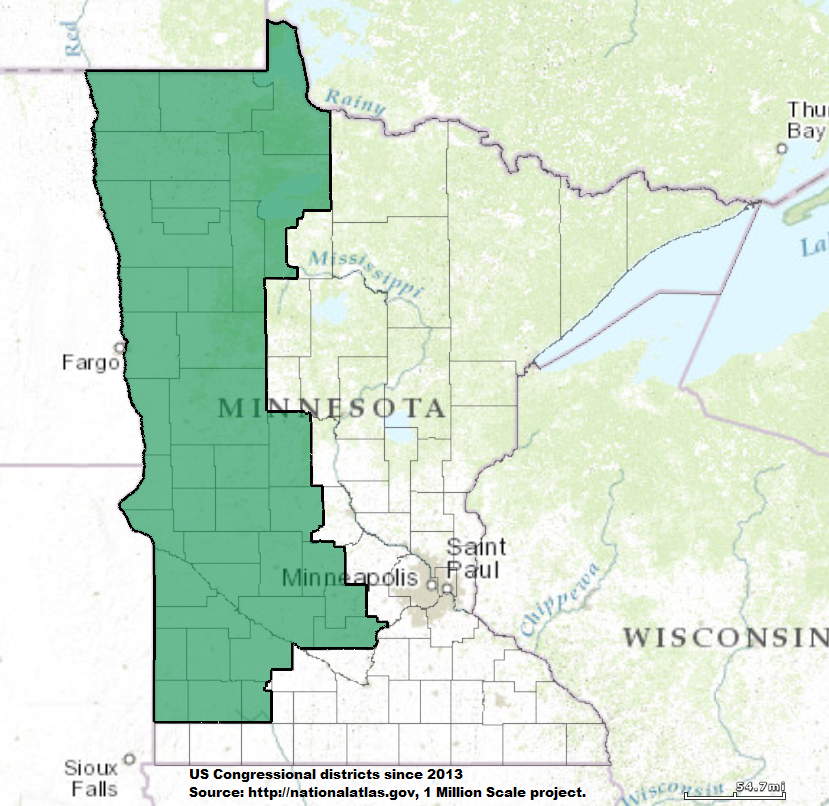 Red
Rainy
Thu
Bay
La
Mississippi
Fargo
MINNESOTA
Saint
Paul
Minneapolis
Chippewa
WISCONSIN
Sioux
Falls
US Congressional districts since 2013
Source: http://nationalatlas.gov, 1 Million Scale project.
Wisconsin
54.7mi